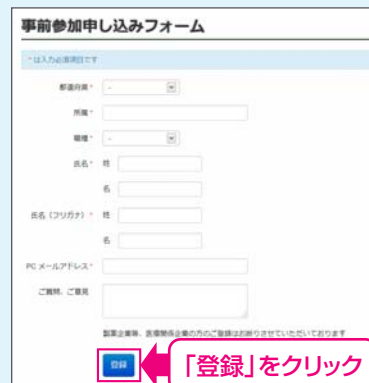 事前参加申し込みフォーム
* は入力必須項目です
都道府県 * -
所属 *
職種 * -
氏名 * 姓
名
氏名（フリガナ） * 姓
名
PC メールアドレス *
ご質問、ご意見
製薬企業等、医療関係企業の方のご登録はお断りさせていただいております
登録
「登録」をクリック